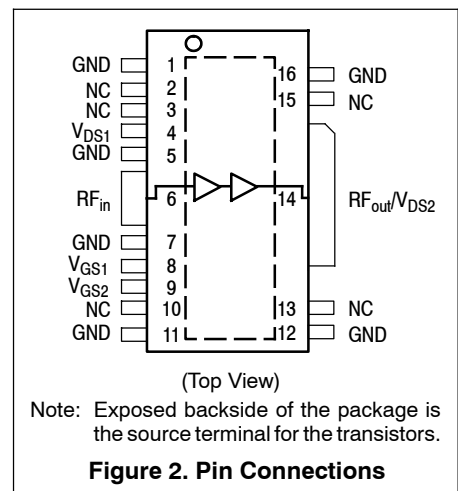 GND 1 16 GND
NC 2 15 NC
NC 3
VDS1 4
GND 5
RFin 6 14 RFout/VDS2
GND 7
VGS1 8
VGS2 9
NC 10 13 NC
GND 11 12 GND
(Top View)
Note: Exposed backside of the package is
the source terminal for the transistors.
Figure 2. Pin Connections